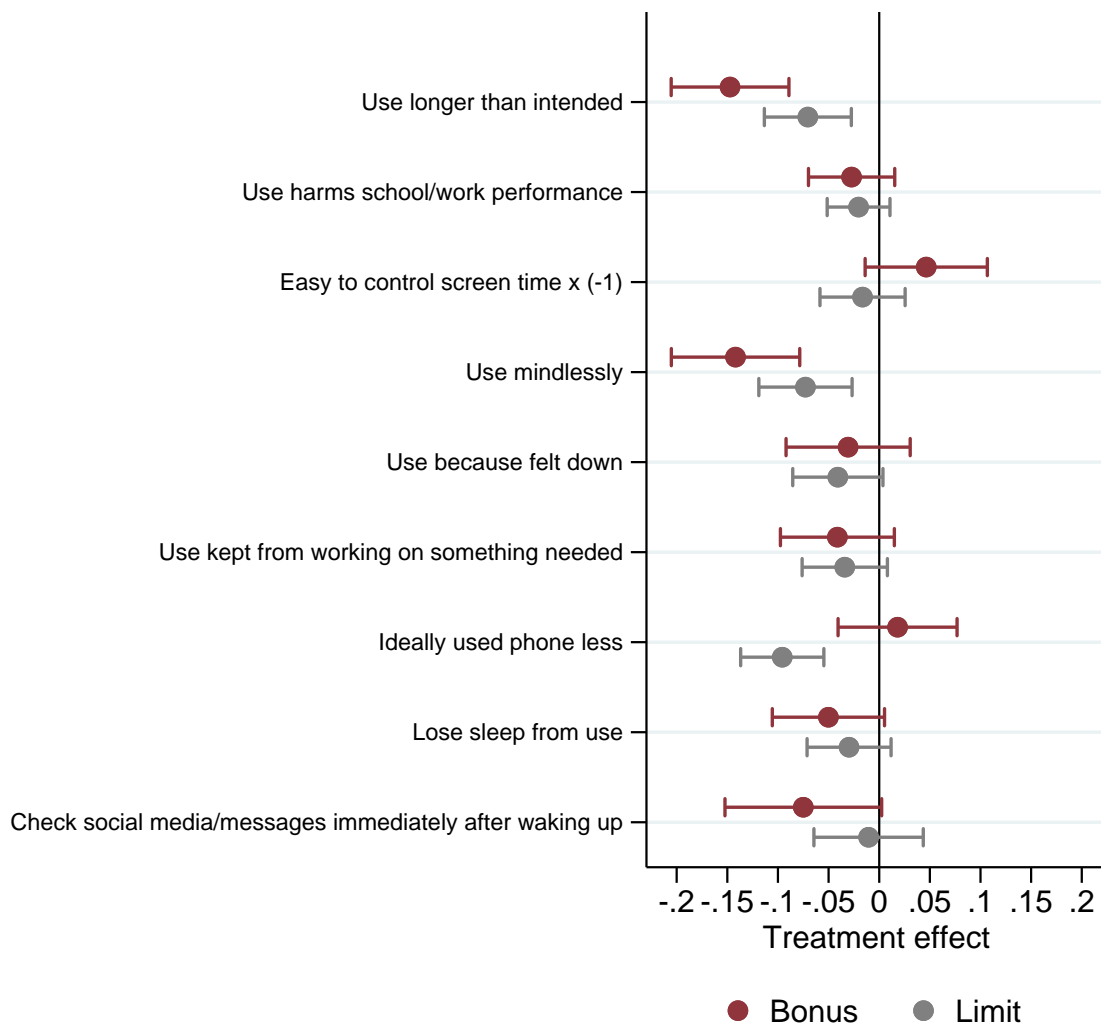 Use longer than intended
Use harms school/work performance
Easy to control screen time x (-1)
Use mindlessly
Use because felt down
Use kept from working on something needed
Ideally used phone less
Lose sleep from use
Check social media/messages immediately after waking up
-.2 -.15 -.1 -.05 0 .05 .1 .15 .2
Treatment effect
Bonus Limit